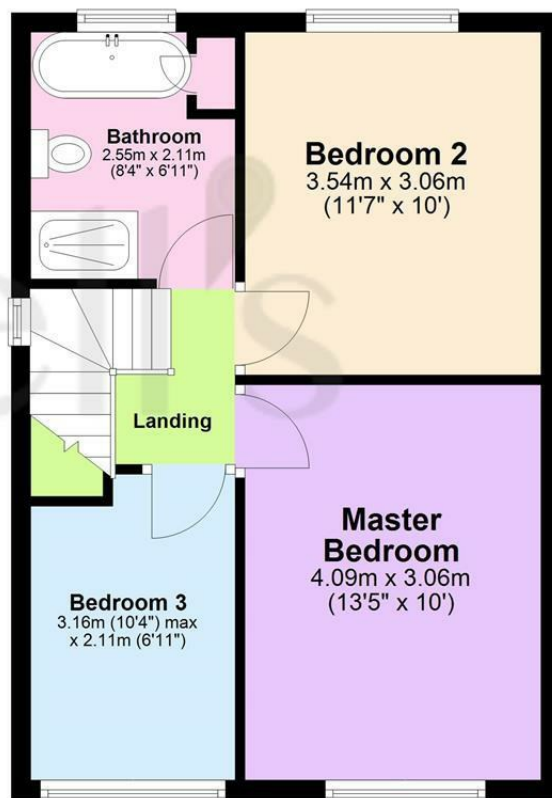 Bathroom
2.55m x 2.11m
(8'4" x 6'11")
Bedroom 2
3.54m x 3.06m
(11'7" x 10')
Landing
Master
Bedroom
4.09m x 3.06m
(13'5" x 10')
Bedroom 3
3.16m (10'4") max
x 2.11m (6'11")